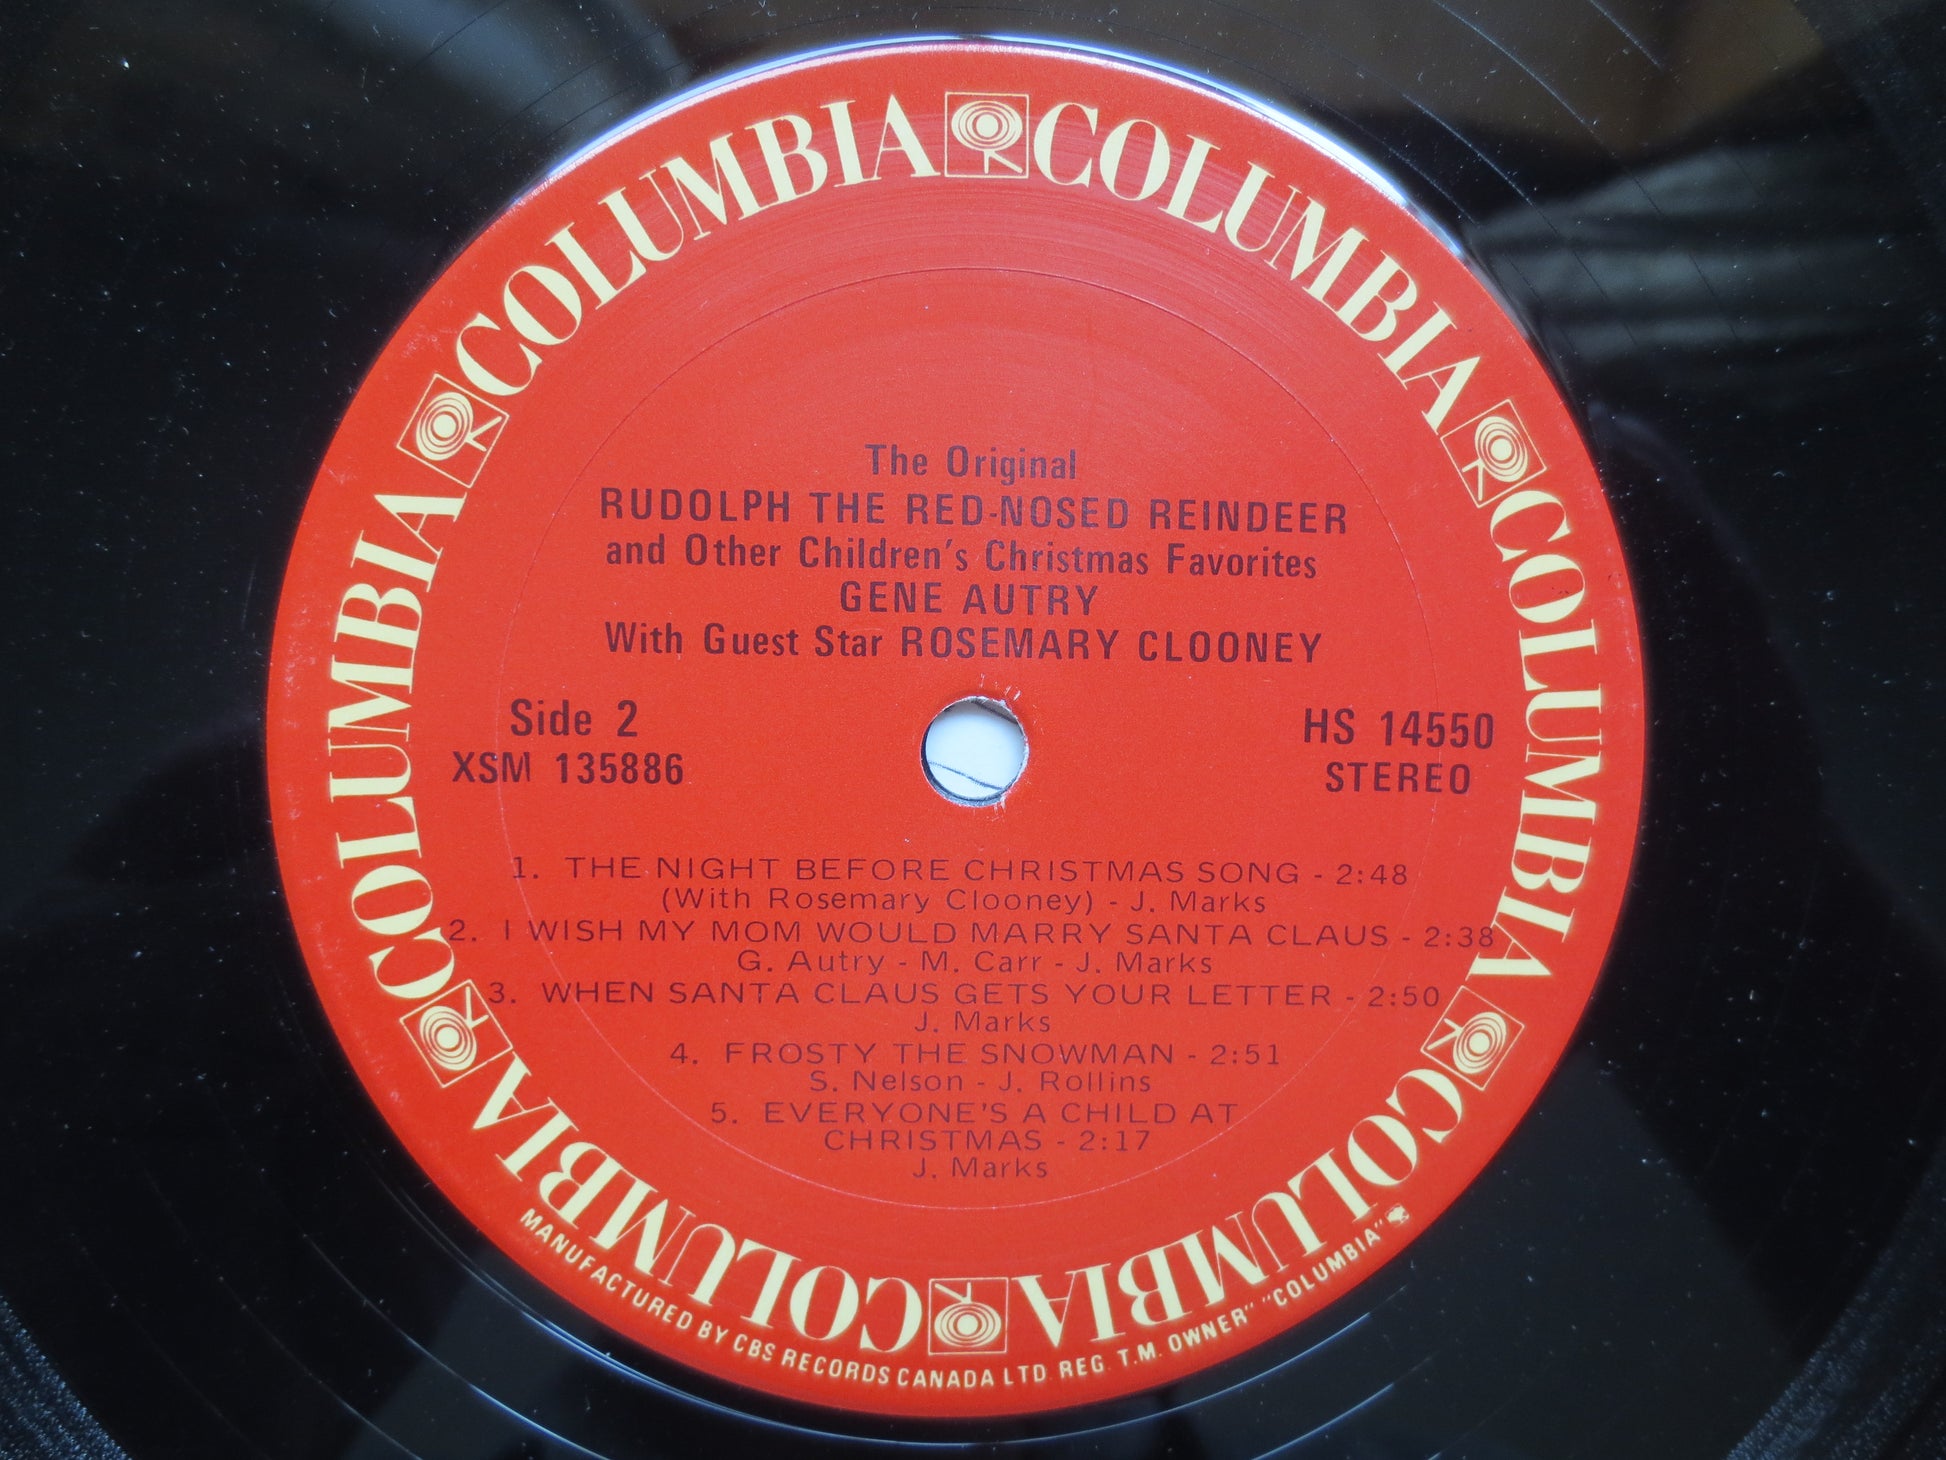 COLUMBIA COLUMBIA COLUMBIA COLUMBIA COLUMBIA COLUMBIA
The Original
RUDOLPH THE RED-NOSED REINDEER
and Other Children's Christmas Favorites
GENE AUTRY
With Guest Star ROSEMARY CLOONEY
Side 2
XSM 135886
HS 14550
STEREO
1. THE NIGHT BEFORE CHRISTMAS SONG - 2:48
(With Rosemary Clooney) - J. Marks
2. I WISH MY MOM WOULD MARRY SANTA CLAUS - 2:38
G. Autry - M. Carr - J. Marks
3. WHEN SANTA CLAUS GETS YOUR LETTER - 2:50
J. Marks
4. FROSTY THE SNOWMAN - 2:51
S. Nelson - J. Rollins
5. EVERYONE'S A CHILD AT
CHRISTMAS - 2:17
J. Marks
MANUFACTURED BY CBS RECORDS CANADA LTD. REG. T.M. OWNER" "COLUMBIA"